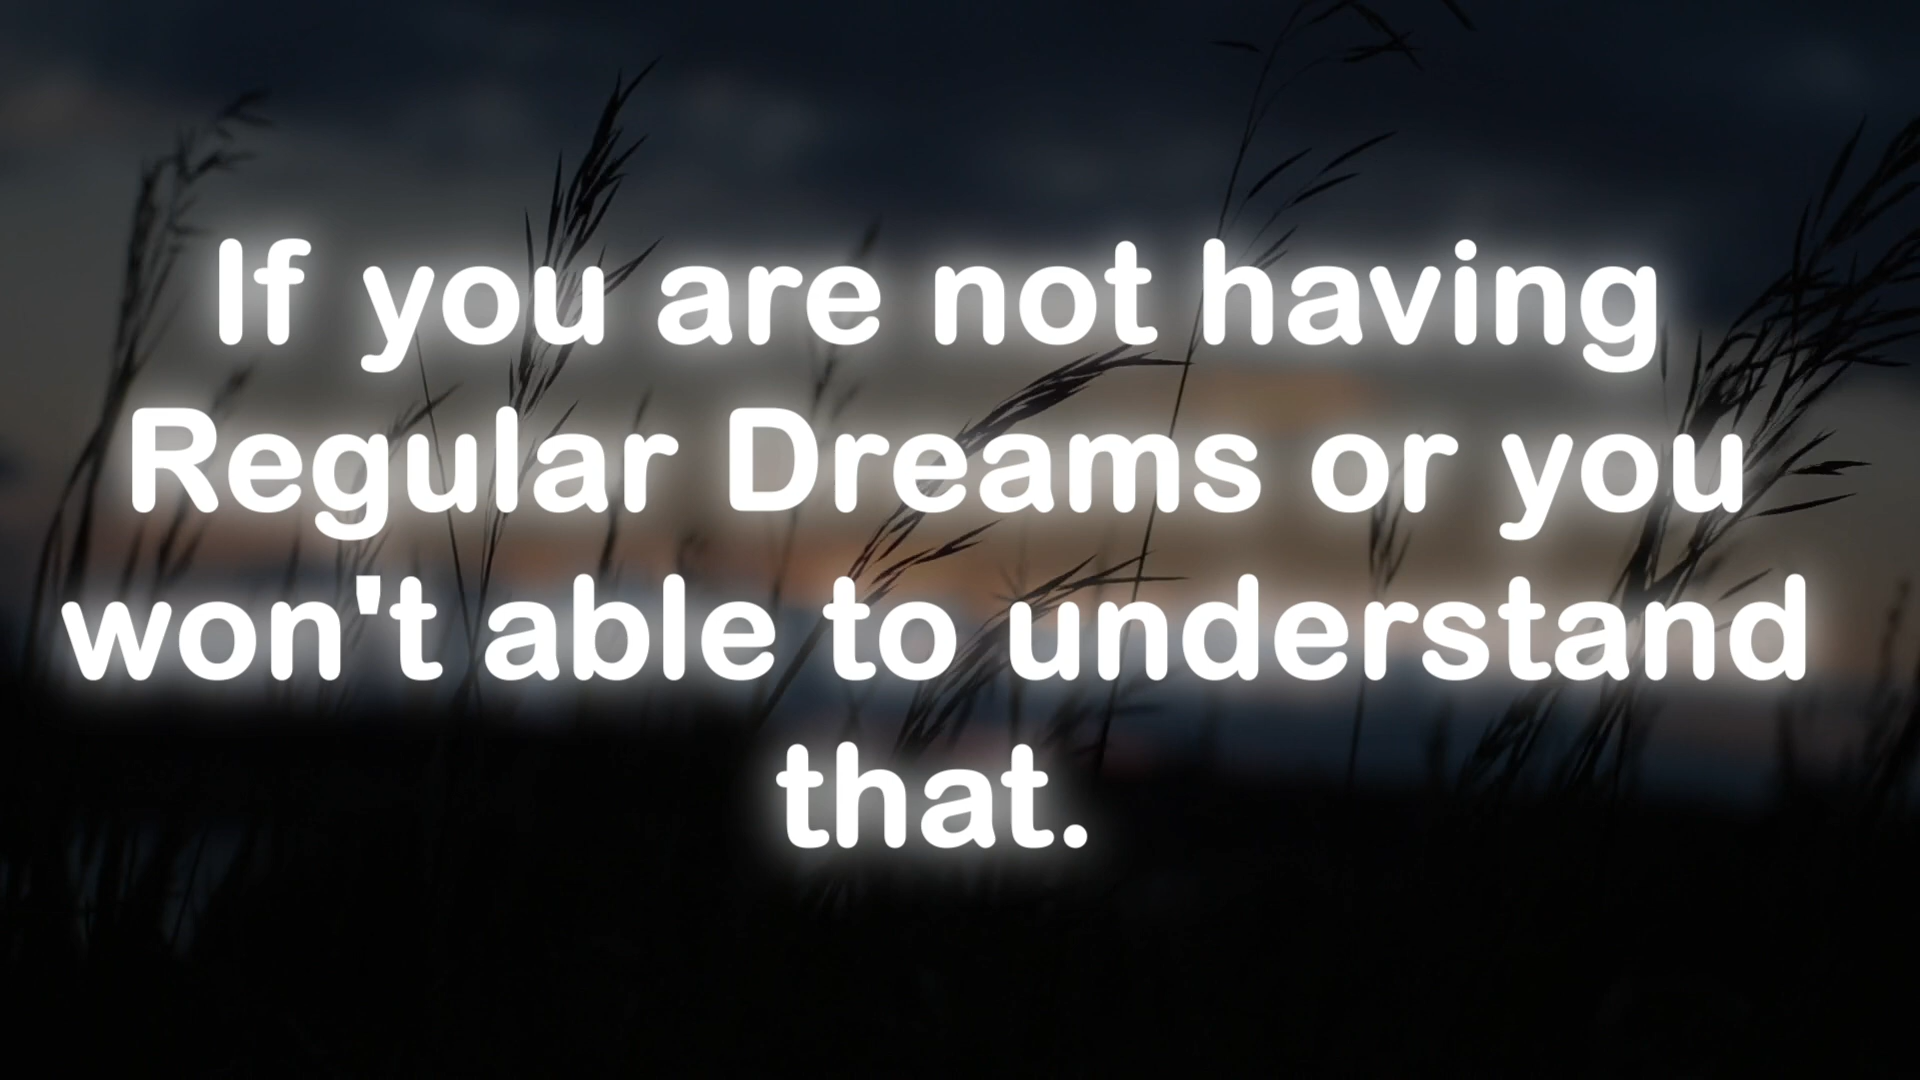 If you are not having
Regular Dreams or you
won't able to understand
that.